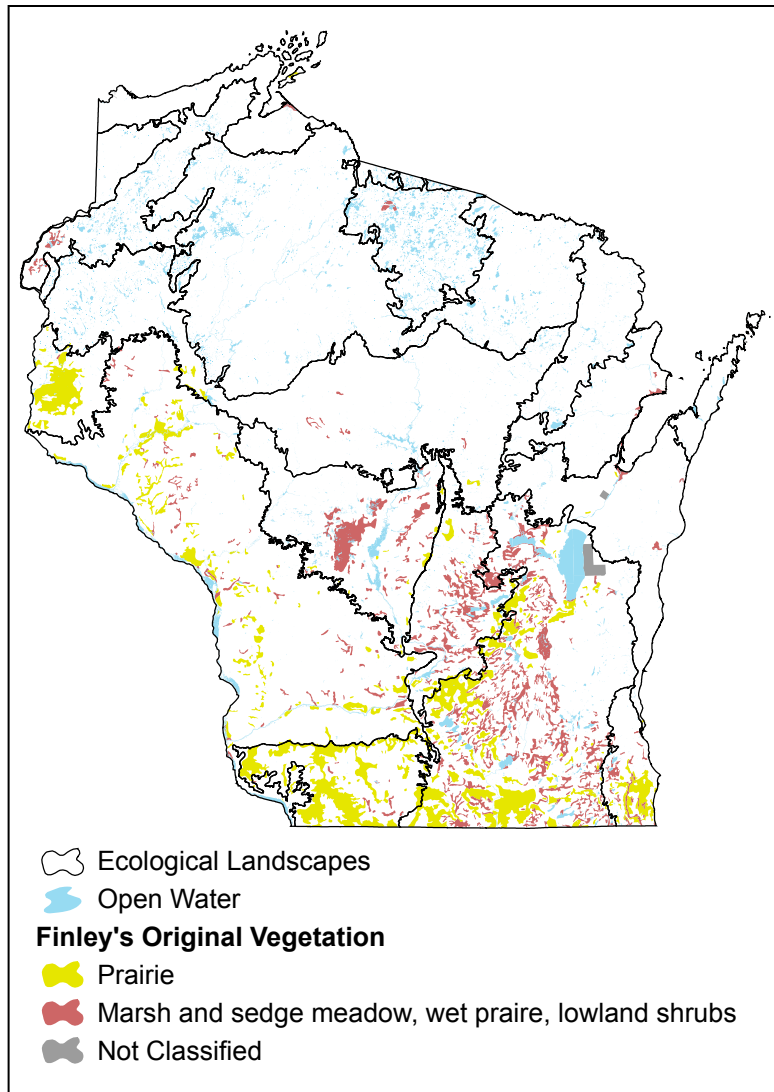 Ecological Landscapes
Open Water
Finley's Original Vegetation
Prairie
Marsh and sedge meadow, wet praire, lowland shrubs
Not Classified